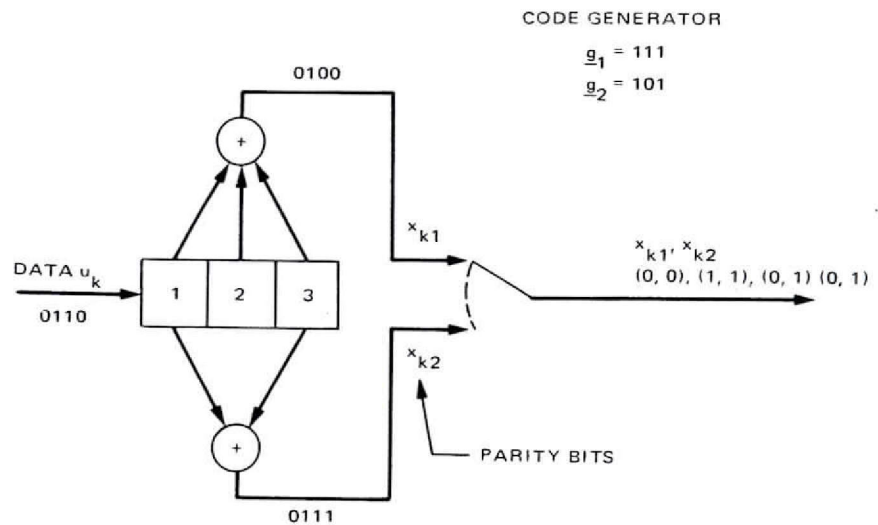 CODE GENERATOR
g1 = 111
g2 = 101
0100
+
xk1
DATA uk
0110
1 2 3
xk1, xk2
(0, 0), (1, 1), (0, 1) (0, 1)
xk2
+
PARITY BITS
0111